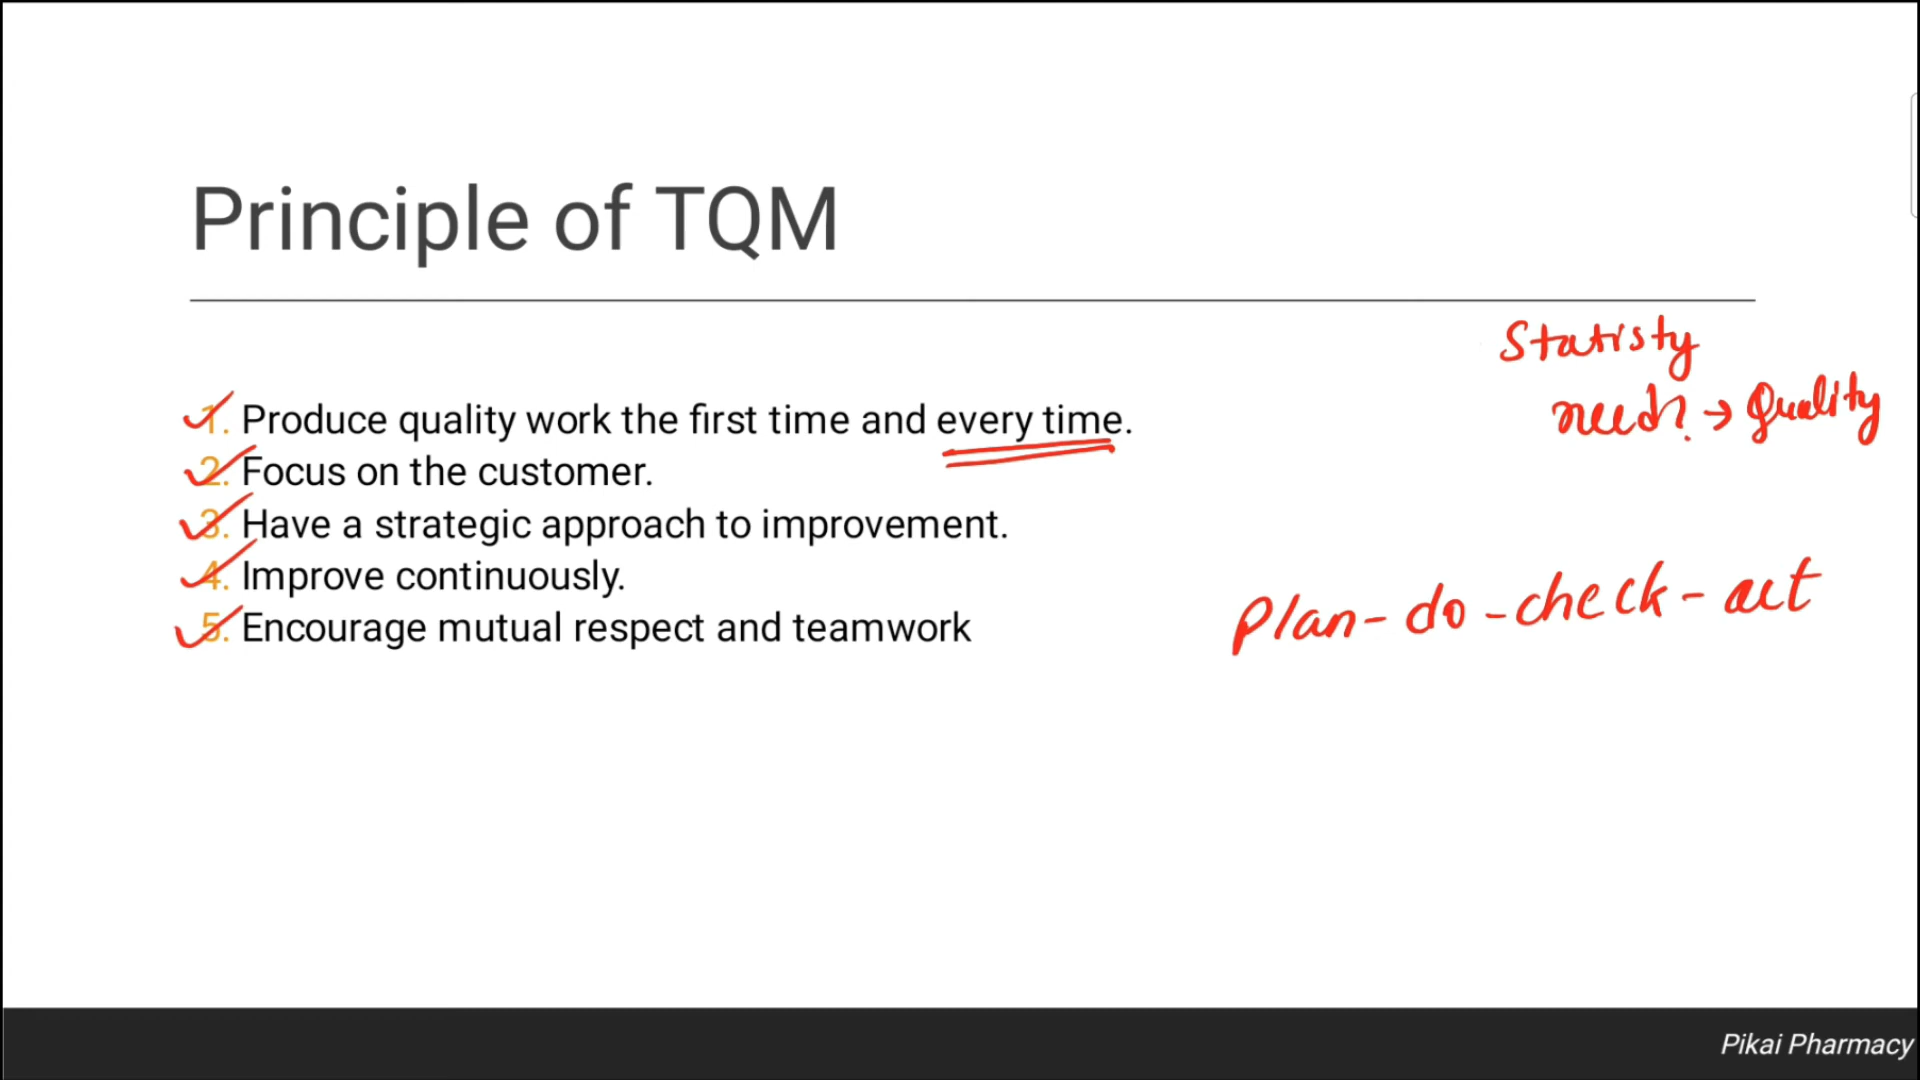 Principle of TQM
Statisty
need? → Quality
1. Produce quality work the first time and every time.
2. Focus on the customer.
3. Have a strategic approach to improvement.
4. Improve continuously.
5. Encourage mutual respect and teamwork
Plan-do-check-act
Pikai Pharmacy